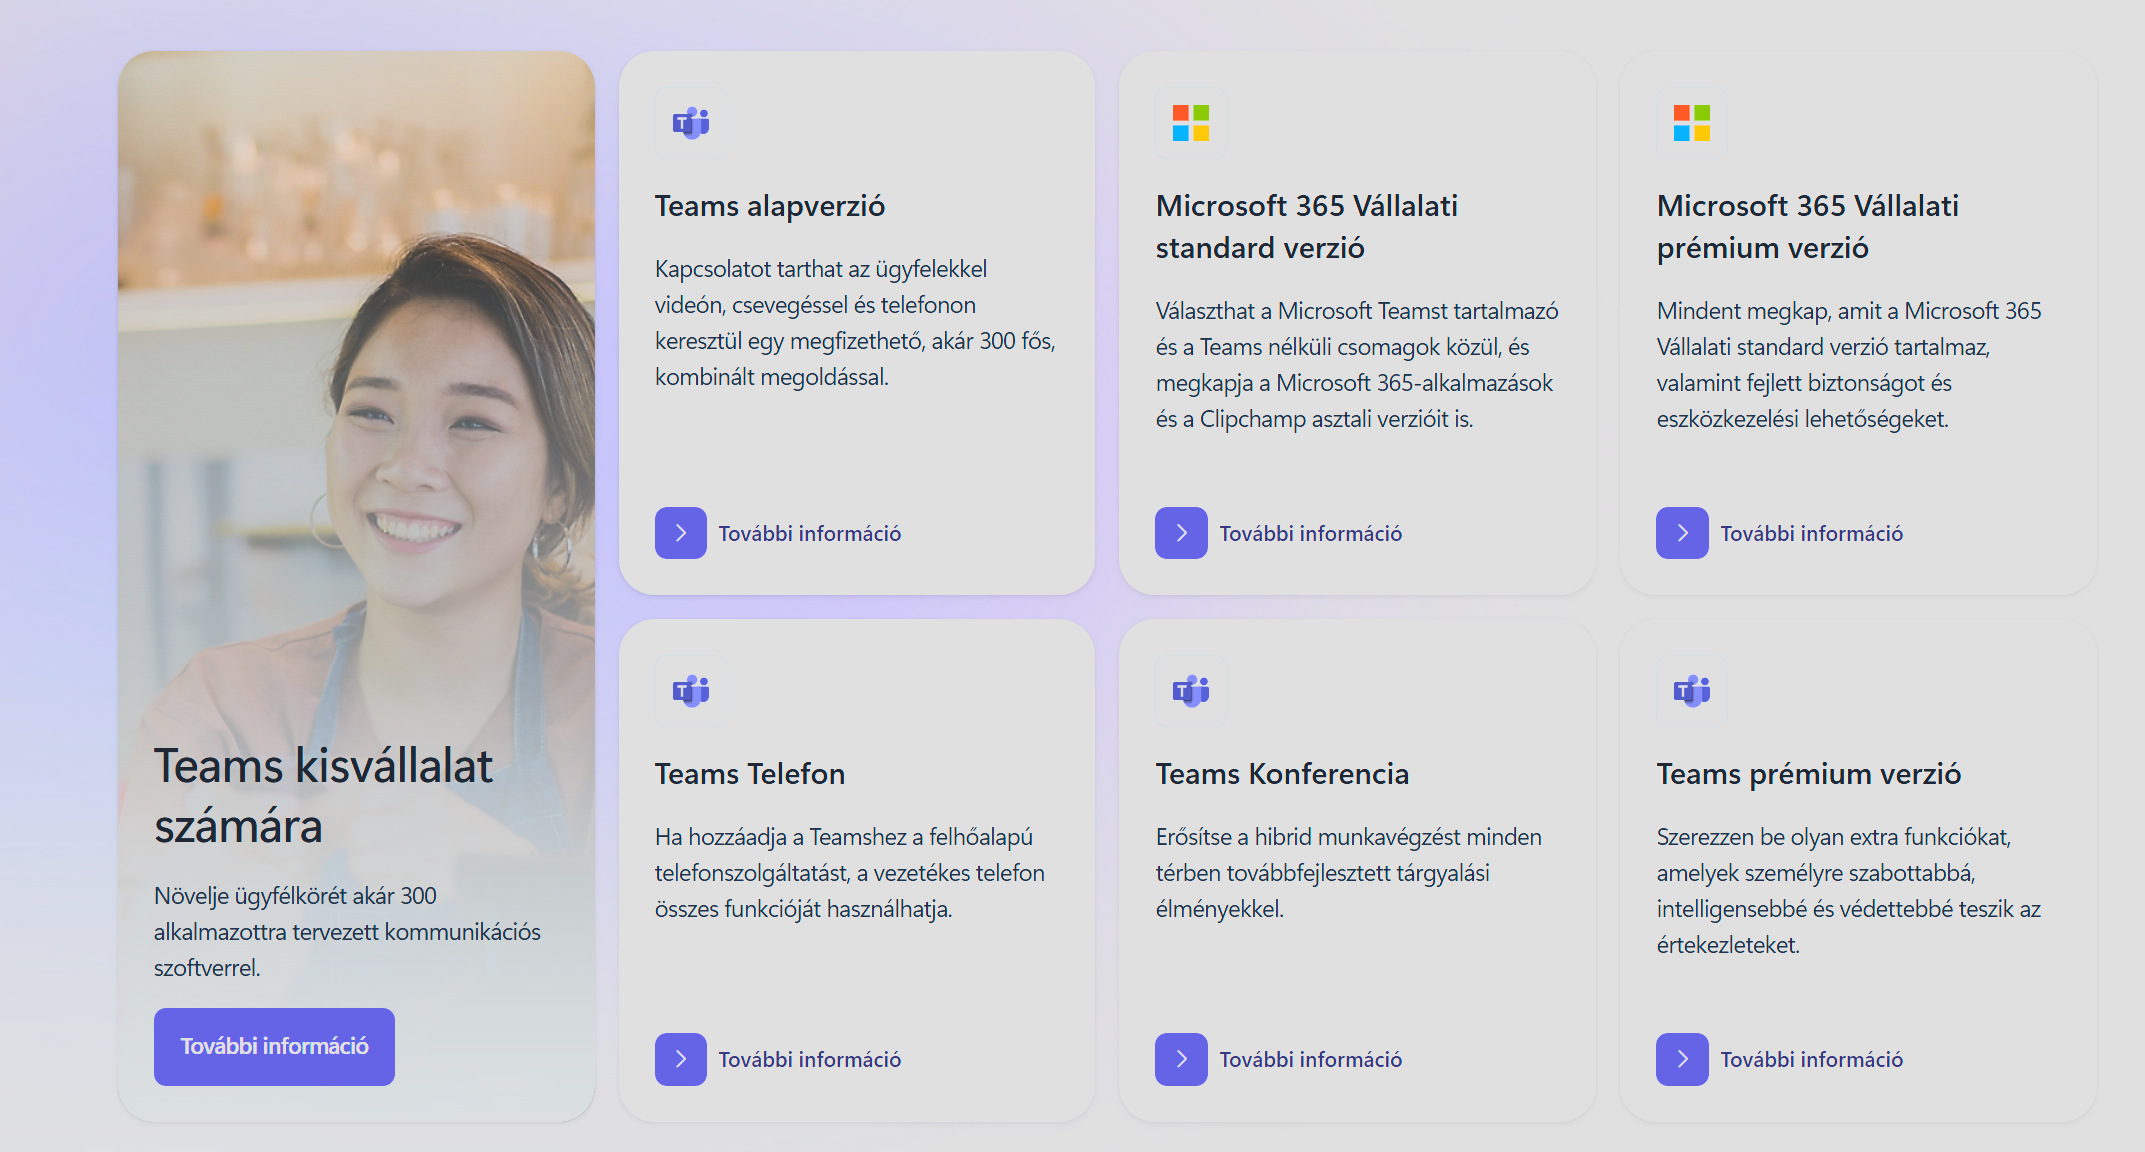 Teams kisvállalat
számára
Növelje ügyfélkörét akár 300
alkalmazottra tervezett kommunikációs
szoftverrel.
További információ
Teams alapverzió
Kapcsolatot tarthat az ügyfelekkel
videón, csevegéssel és telefonon
keresztül egy megfizethető, akár 300 fős,
kombinált megoldással.
További információ
Microsoft 365 Vállalati
standard verzió
Választhat a Microsoft Teamst tartalmazó
és a Teams nélküli csomagok közül, és
megkapja a Microsoft 365-alkalmazások
és a Clipchamp asztali verzióit is.
További információ
Microsoft 365 Vállalati
prémium verzió
Mindent megkap, amit a Microsoft 365
Vállalati standard verzió tartalmaz,
valamint fejlett biztonságot és
eszközkezelési lehetőségeket.
További információ
Teams Telefon
Ha hozzáadja a Teamshez a felhőalapú
telefonszolgáltatást, a vezetékes telefon
összes funkcióját használhatja.
További információ
Teams Konferencia
Erősítse a hibrid munkavégzést minden
térben továbbfejlesztett tárgyalási
élményekkel.
További információ
Teams prémium verzió
Szerezzen be olyan extra funkciókat,
amelyek személyre szabottabbá,
intelligensebbé és védettebbé teszik az
értekezleteket.
További információ